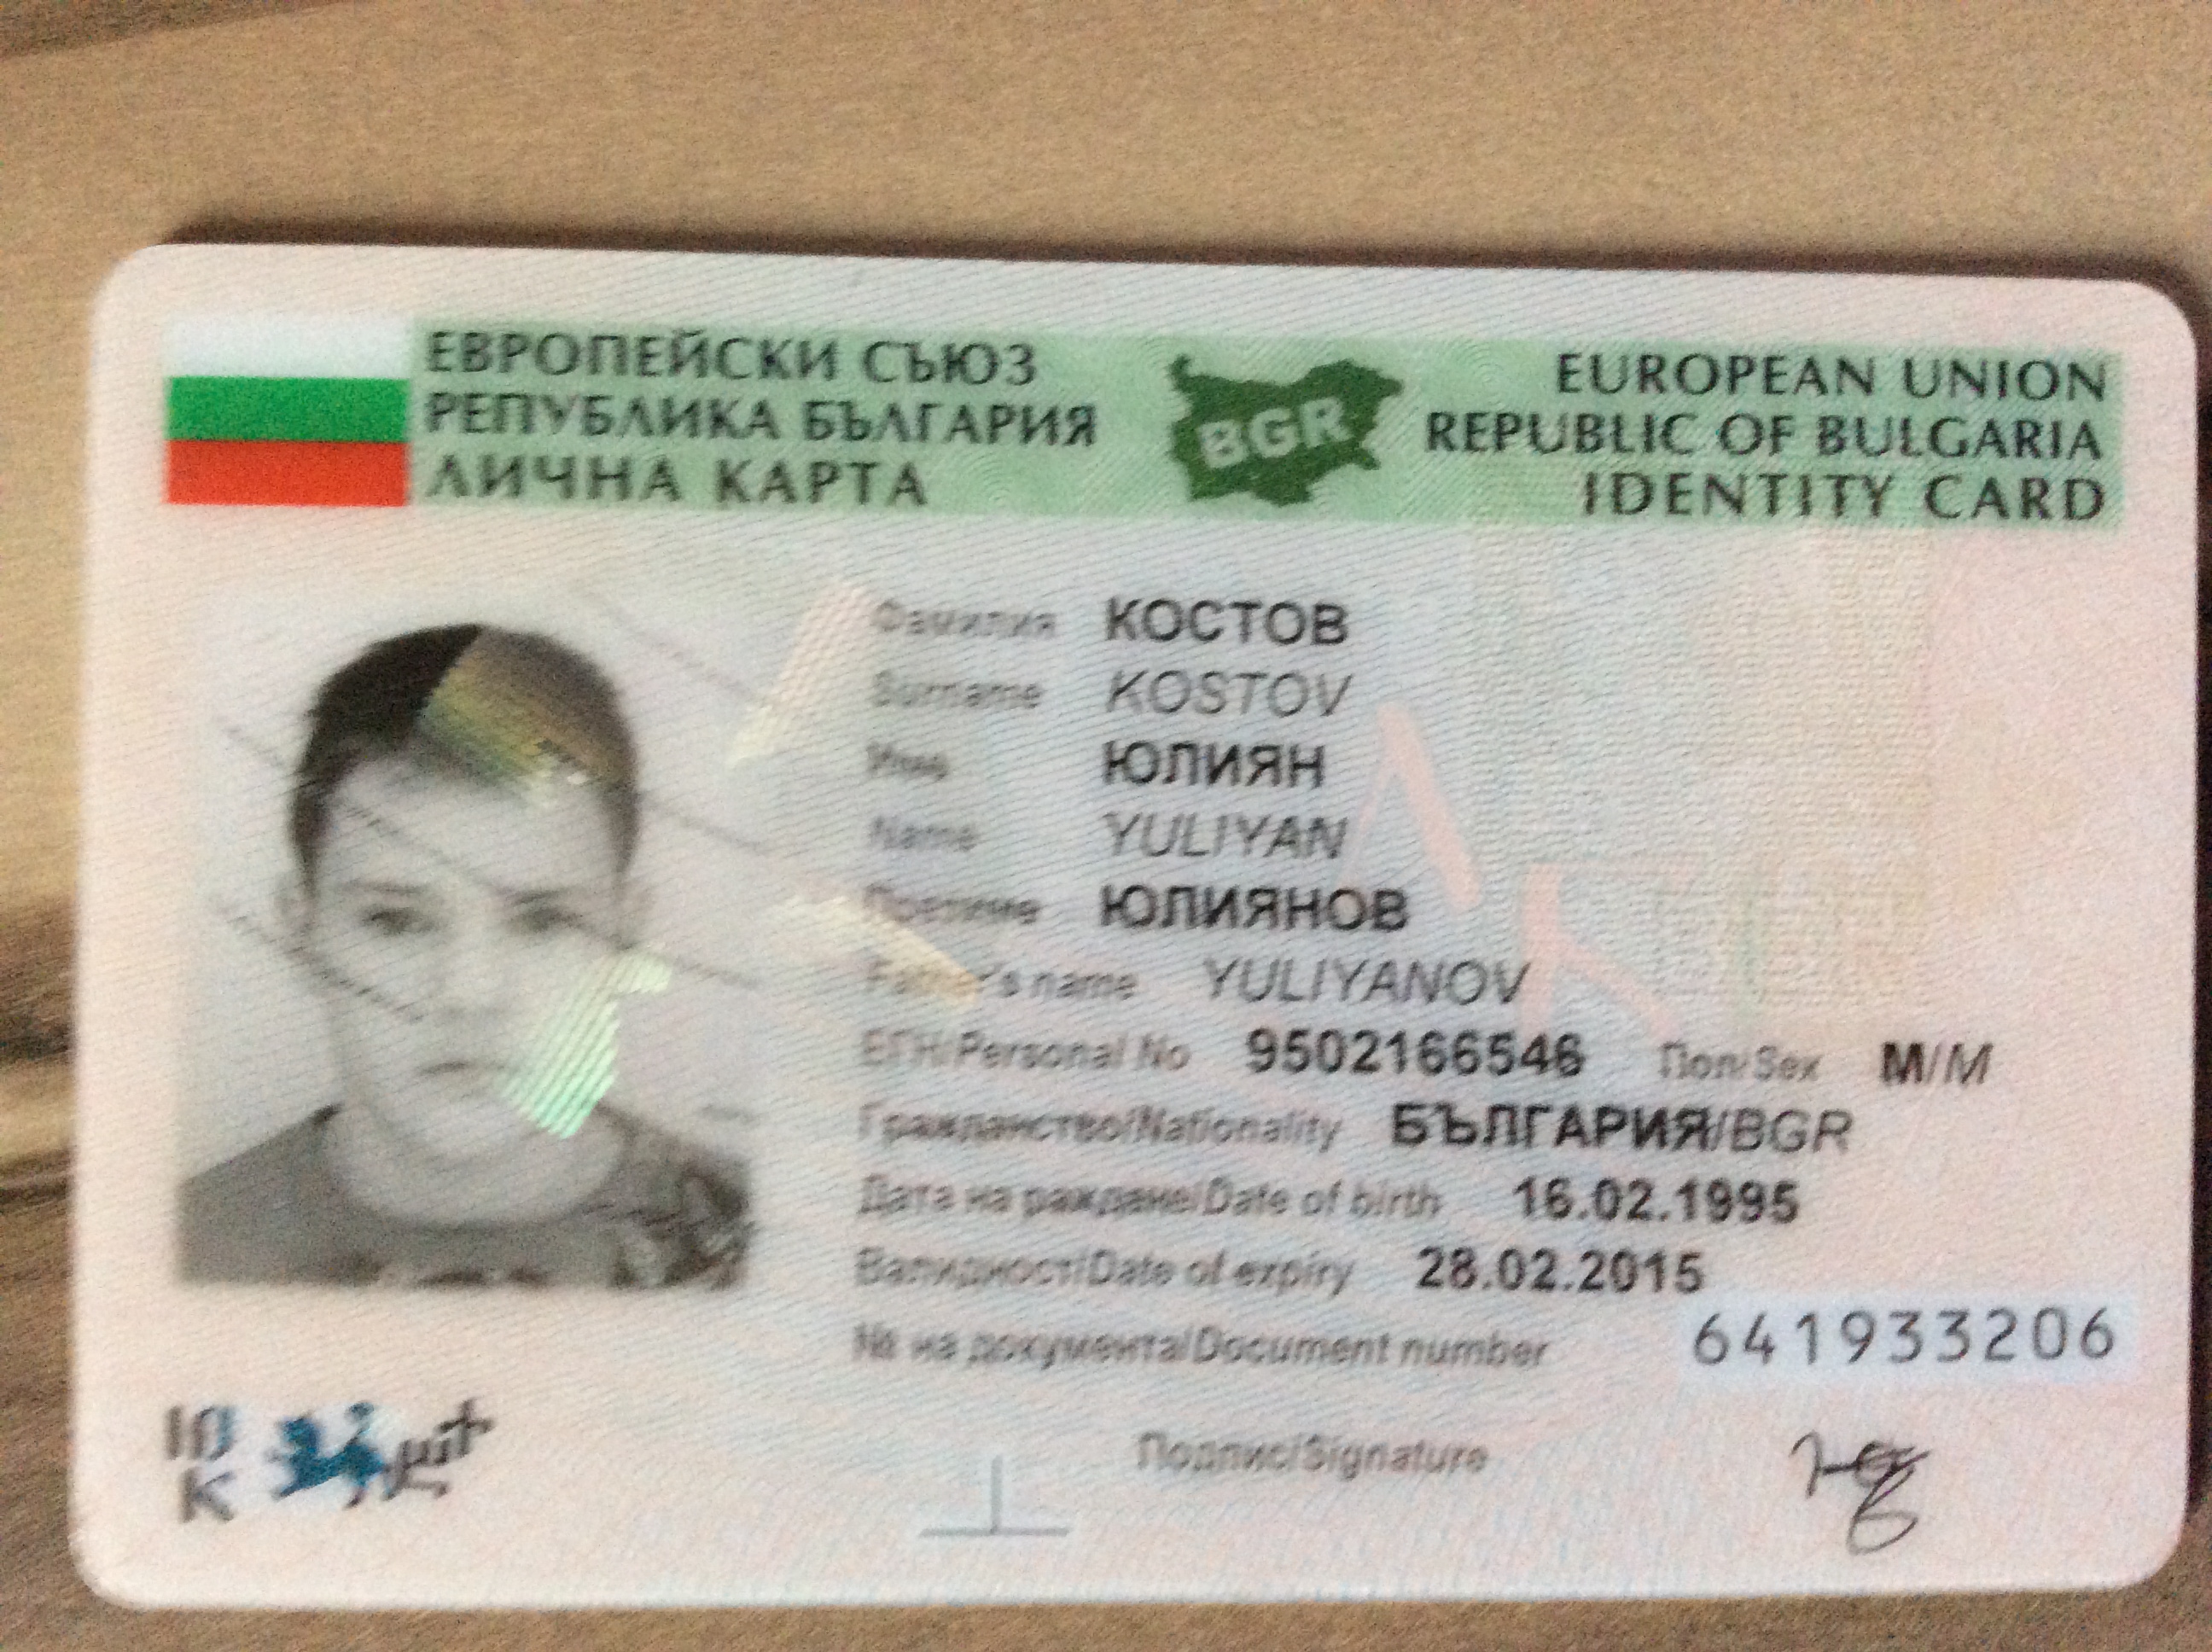 ЕВРОПЕЙСКИ СЪЮЗ EUROPEAN UNION
РЕПУБЛИКА БЪЛГАРИЯ BGR REPUBLIC OF BULGARIA
ЛИЧНА КАРТА IDENTITY CARD
Фамилия КОСТОВ
Surname KOSTOV
Име ЮЛИЯН
Name YULIYAN
Презиме ЮЛИЯНОВ
Father's name YULIYANOV
ЕГН/Personal No 9502166546 Пол/Sex М/M
Гражданство/Nationality БЪЛГАРИЯ/BGR
Дата на раждане/Date of birth 16.02.1995
Валидност/Date of expiry 28.02.2015
№ на документа/Document number 641933206
Подпис/Signature